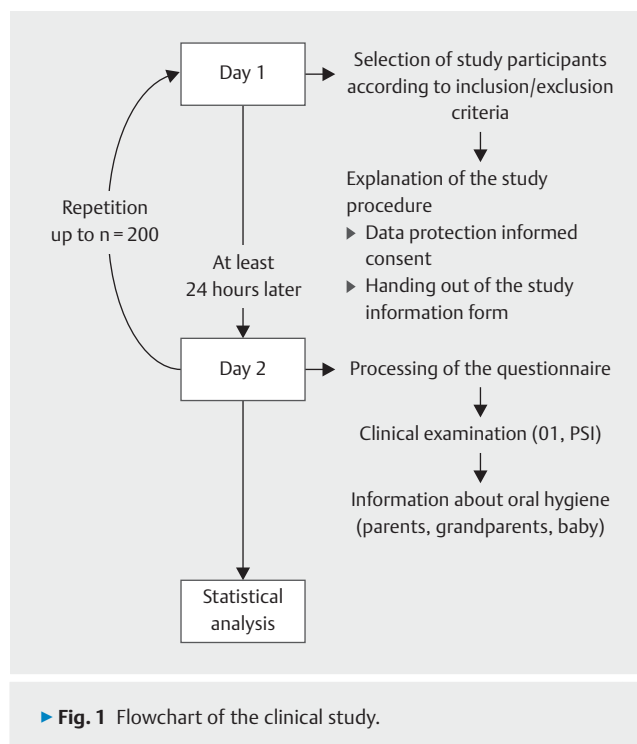 Day 1
Selection of study participants
according to inclusion/exclusion
criteria
Explanation of the study
procedure
▶ Data protection informed
consent
▶ Handing out of the study
information form
Repetition
up to n = 200
At least
24 hours later
Day 2
Processing of the questionnaire
Clinical examination (01, PSI)
Information about oral hygiene
(parents, grandparents, baby)
Statistical
analysis
▶ Fig. 1 Flowchart of the clinical study.